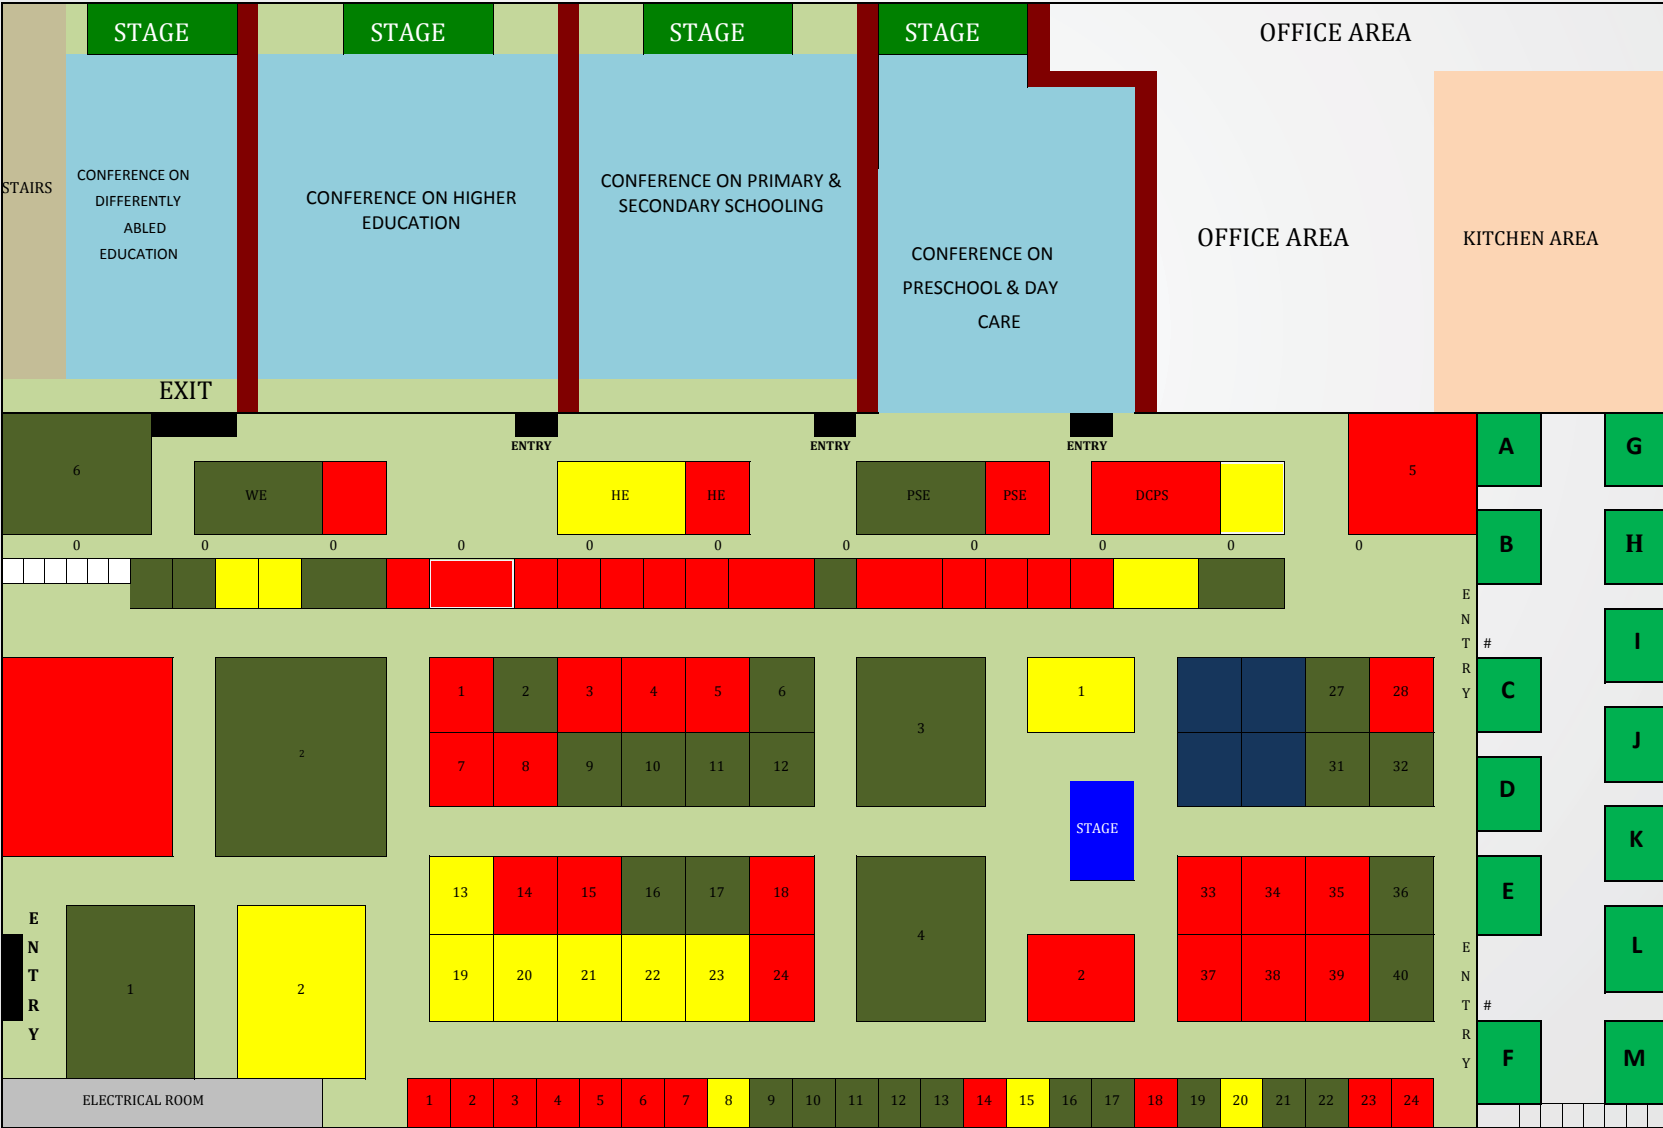 STAGE
STAGE
STAGE
STAGE
OFFICE AREA
STAIRS
CONFERENCE ON
DIFFERENTLY
ABLED
EDUCATION
CONFERENCE ON HIGHER
EDUCATION
CONFERENCE ON PRIMARY &
SECONDARY SCHOOLING
CONFERENCE ON
PRESCHOOL & DAY
CARE
OFFICE AREA
KITCHEN AREA
EXIT
ENTRY
ENTRY
ENTRY
6
WE
HE
HE
PSE
PSE
DCPS
5
A
G
0 0 0 0 0 0 0 0 0 0 0
B
H
ENTRY
#
I
1 2 3 4 5 6
7 8 9 10 11 12
2
3
1
27 28
31 32
C
J
D
STAGE
K
13 14 15 16 17 18
19 20 21 22 23 24
4
2
33 34 35 36
37 38 39 40
E
L
ENTRY
1
2
ENTRY
#
F
M
ELECTRICAL ROOM
1 2 3 4 5 6 7 8 9 10 11 12 13 14 15 16 17 18 19 20 21 22 23 24